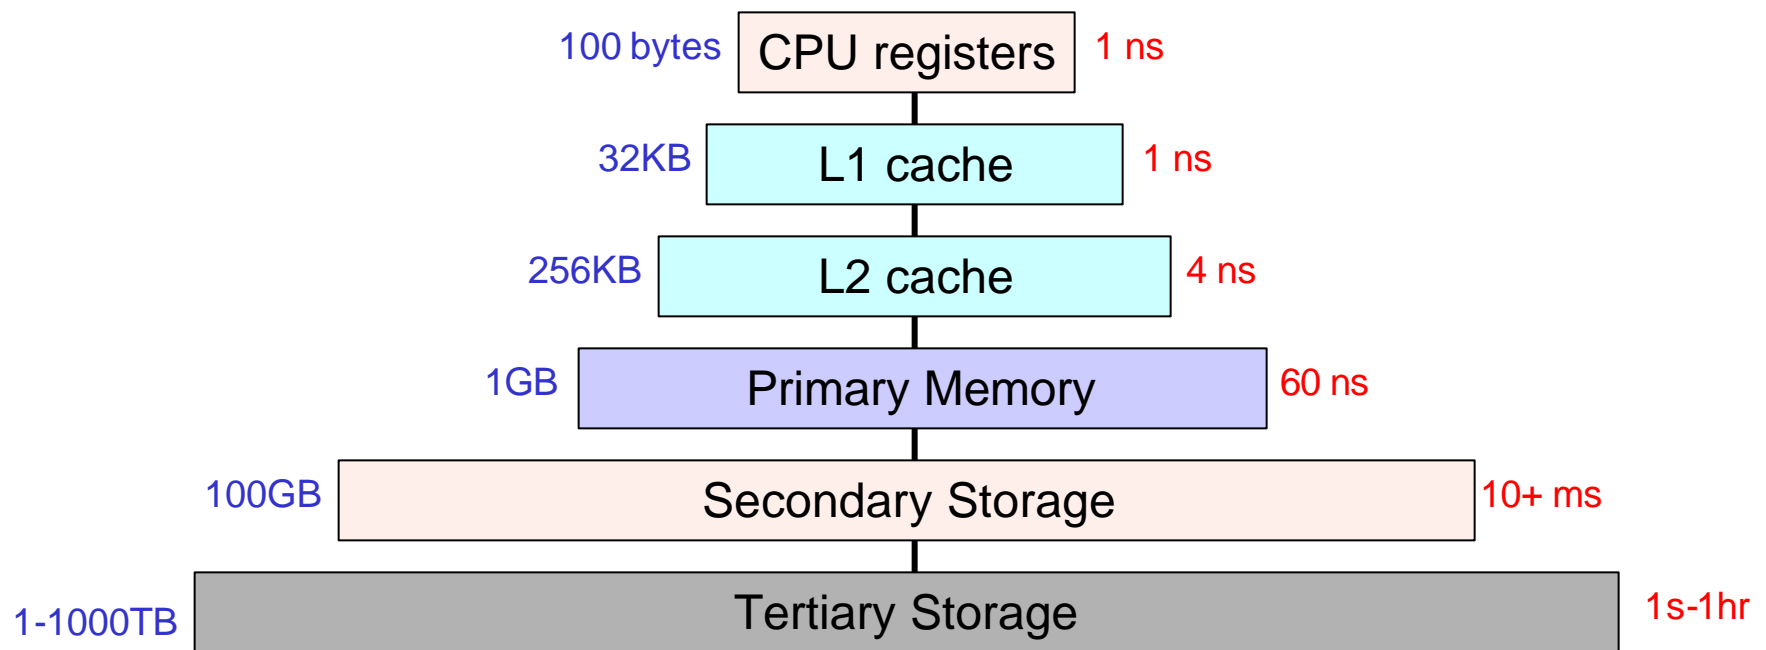 100 bytes CPU registers 1 ns
32KB L1 cache 1 ns
256KB L2 cache 4 ns
1GB Primary Memory 60 ns
100GB Secondary Storage 10+ ms
1-1000TB Tertiary Storage 1s-1hr